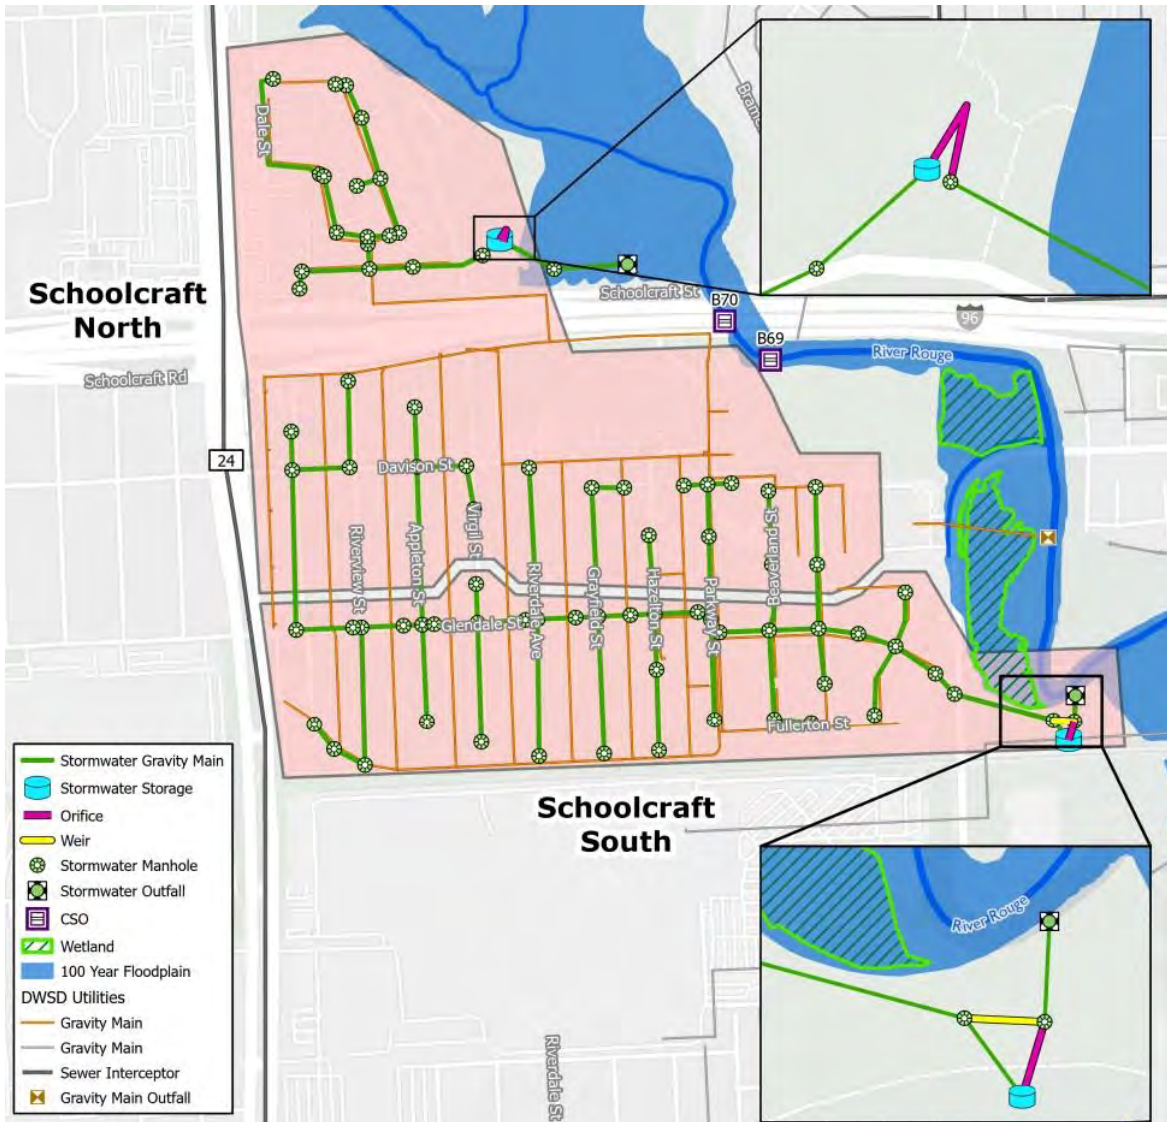 Dale St
Brame
Schoolcraft
North
Schoolcraft St
B70
96
B69
River Rouge
Schoolcraft Rd
24
Davison St
Virgil St
Riverview St
Appleton St
Riverdale Ave
Grayfield St
Hazelton St
Parkway St
Beaverland St
Glendale St
Fullerton St
Schoolcraft
South
Stormwater Gravity Main
Stormwater Storage
Orifice
Weir
Stormwater Manhole
Stormwater Outfall
CSO
Wetland
100 Year Floodplain
DWSD Utilities
Gravity Main
Gravity Main
Sewer Interceptor
Gravity Main Outfall
River Rouge
Riverdale St